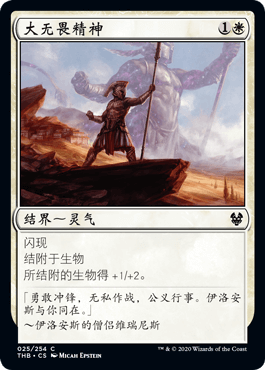 大无畏精神 1
结界～灵气
闪现
结附于生物
所结附的生物得 +1/+2。
「勇敢冲锋，无私作战，公义行事。伊洛安
斯与你同在。」
～伊洛安斯的僧侣维瑞尼斯
025/254 C
THB • CS MICAH EPSTEIN
™ & © 2020 Wizards of the Coast